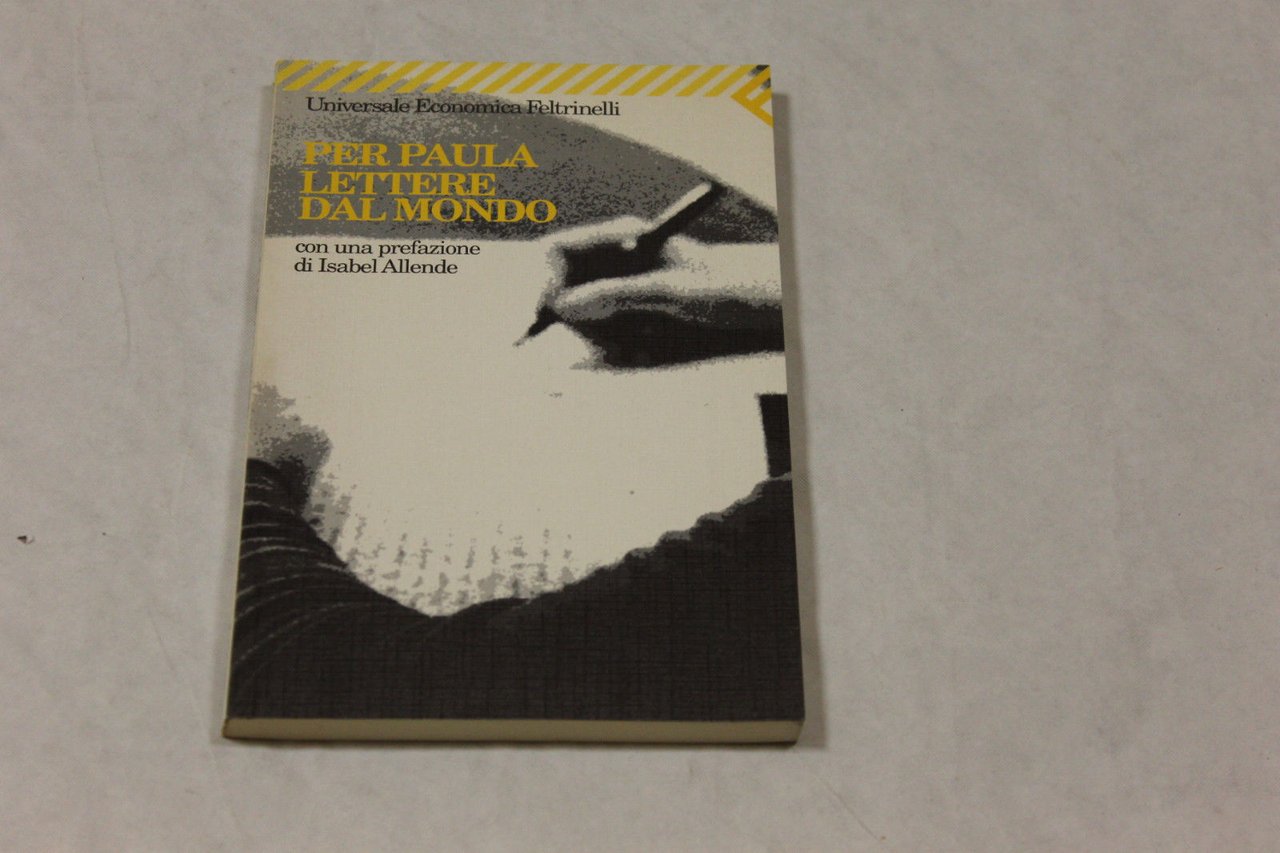 Universale Economica Feltrinelli
PER PAULA
LETTERE
DAL MONDO
con una prefazione
di Isabel Allende